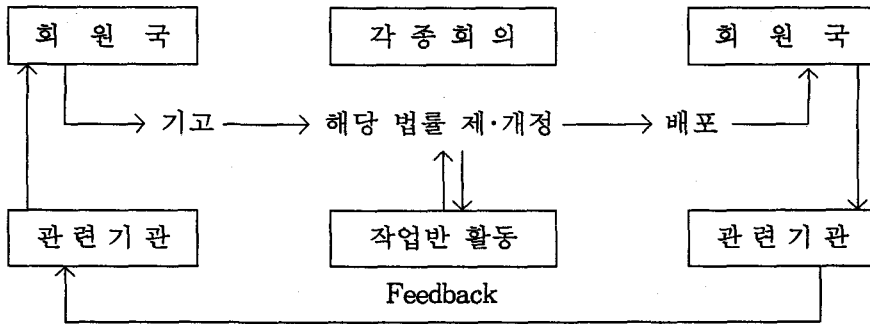 회 원 국 각 종 회 의 회 원 국
기고 해당 법률 제·개정 배포
관 련 기 관 작업반 활동 관 련 기 관
Feedback